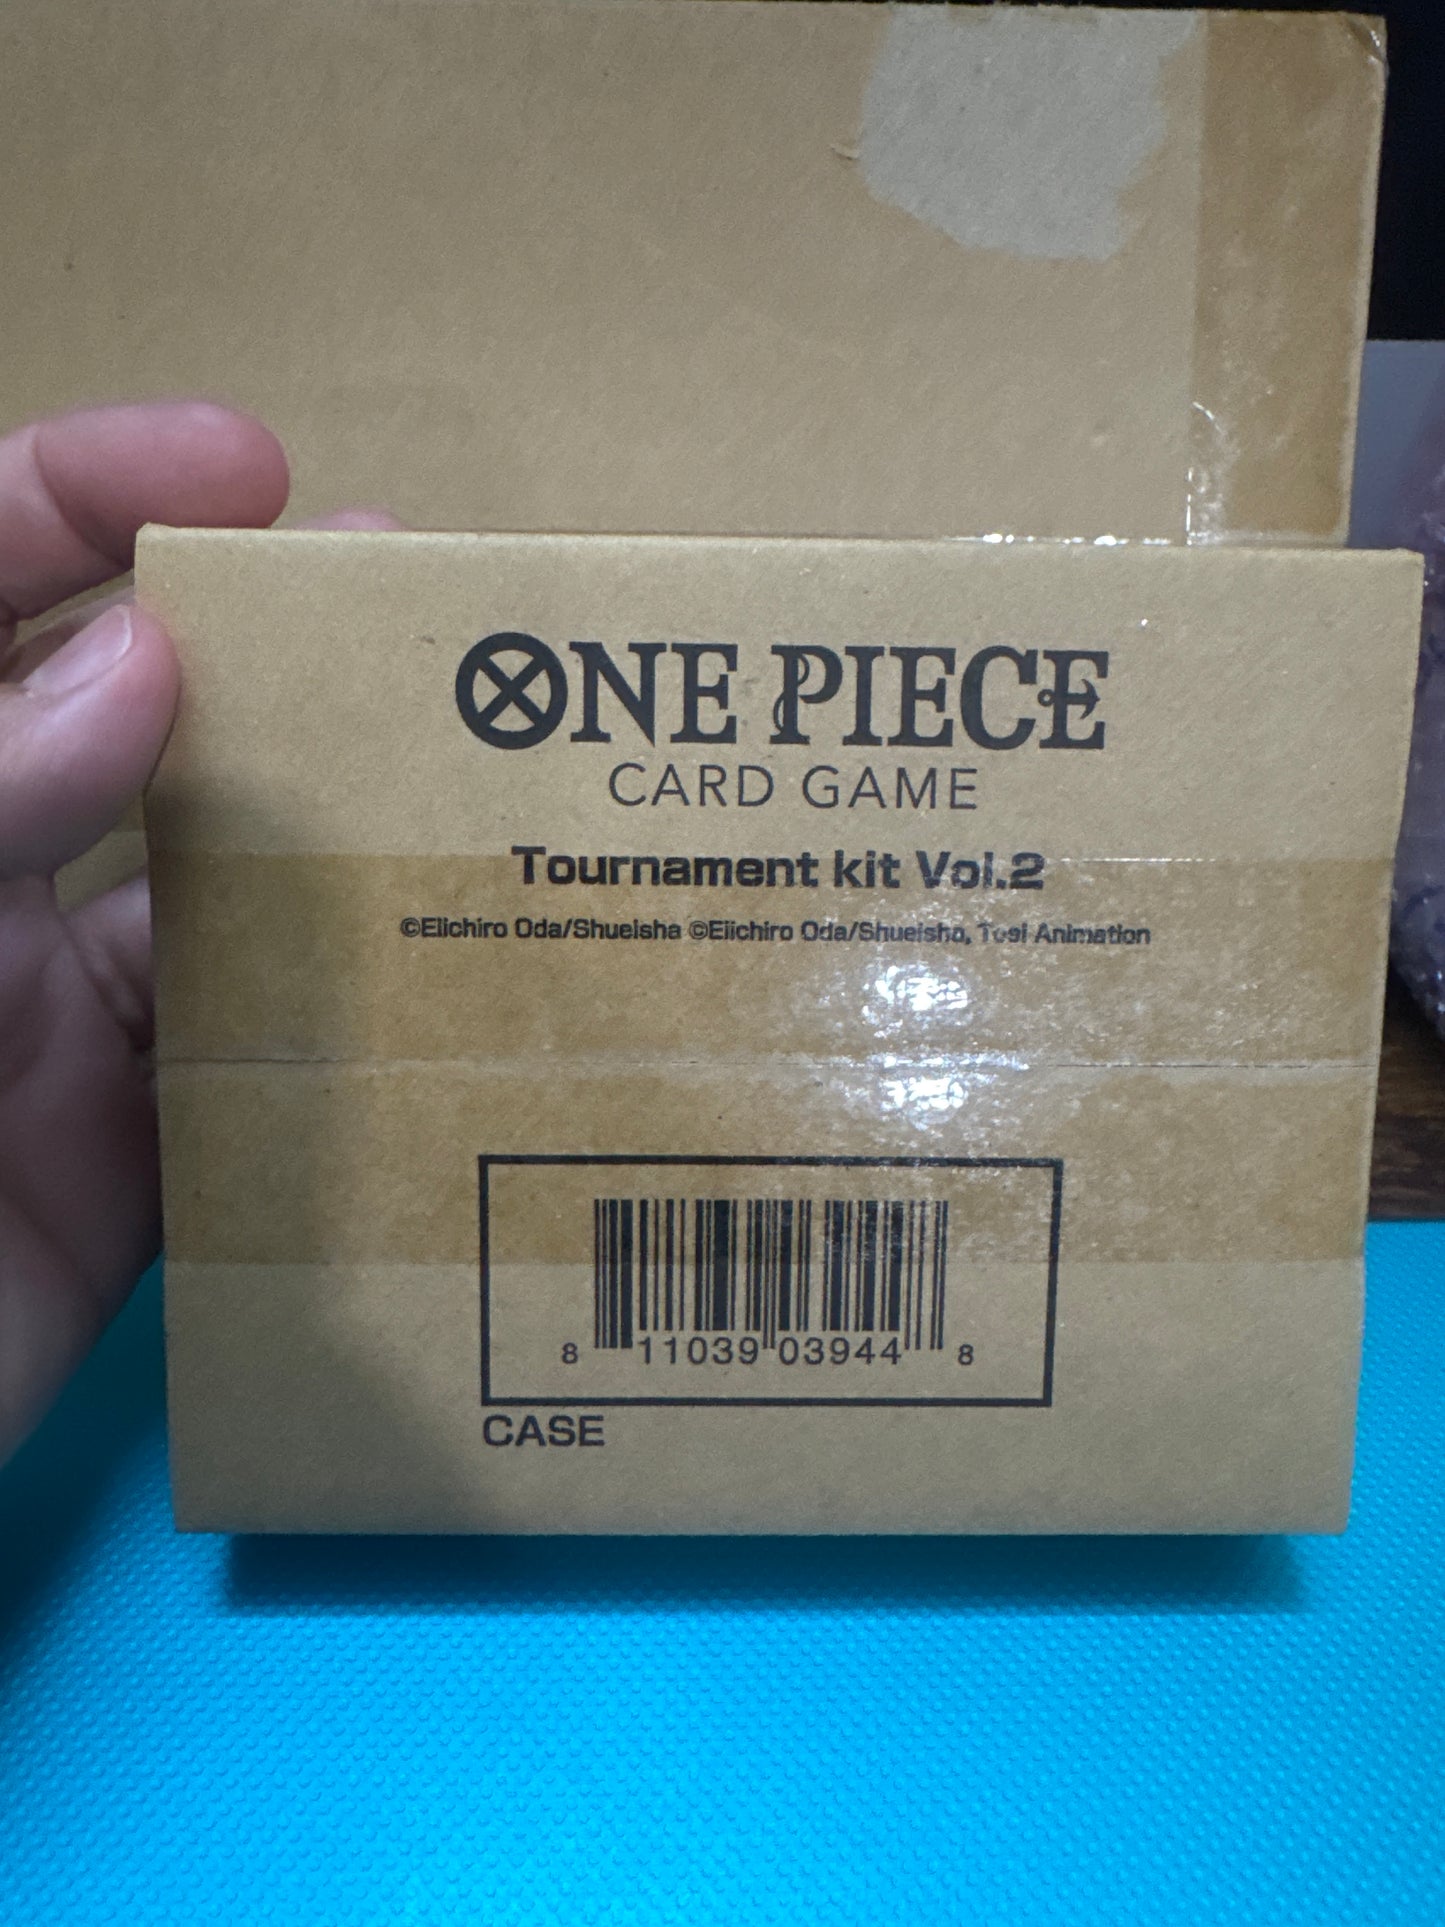 ONE PIECE
CARD GAME
Tournament kit Vol.2
©Eiichiro Oda/Shueisha ©Eiichiro Oda/Shueisha, Toei Animation
8 11039 03944 8
CASE